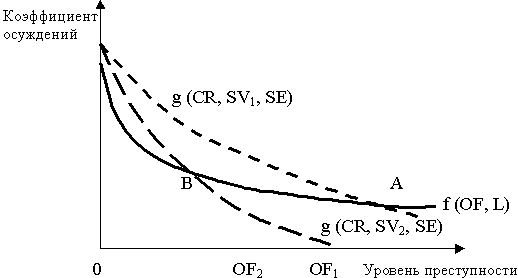 Коэффициент
осуждений
g (CR, SV₁, SE)
B
A
f (OF, L)
g (CR, SV₂, SE)
0
OF₂
OF₁
Уровень преступности